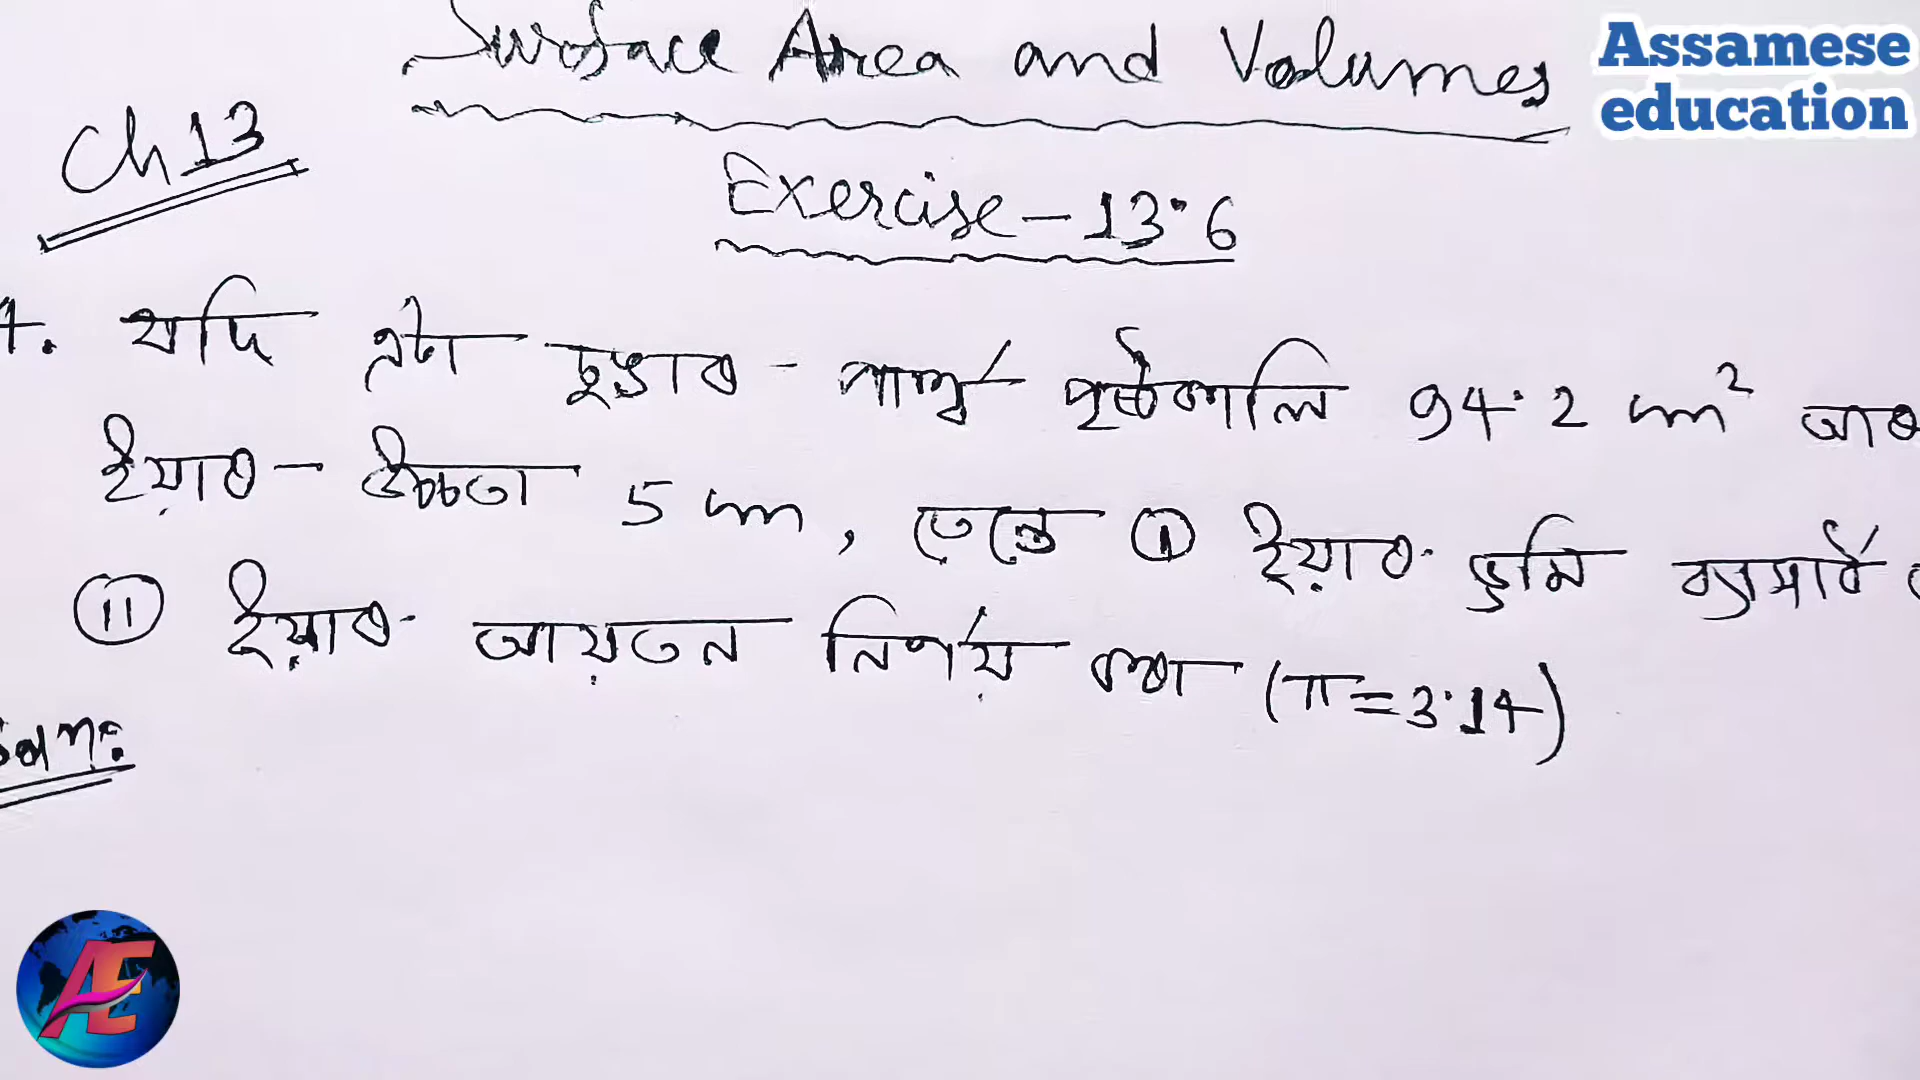 Surface Area and Volumes
Assamese
education
Ch 13
Exercise - 13.6
4. যদি এটা চুঙাৰ পাৰ্শ্ব পৃষ্ঠকালি 94.2 cm² আৰু
ইয়াৰ উচ্চতা 5 cm, তেন্তে (i) ইয়াৰ ভূমি ব্যাসাৰ্ধ
(ii) ইয়াৰ আয়তন নিৰ্ণয় কৰা (π = 3.14)
AE